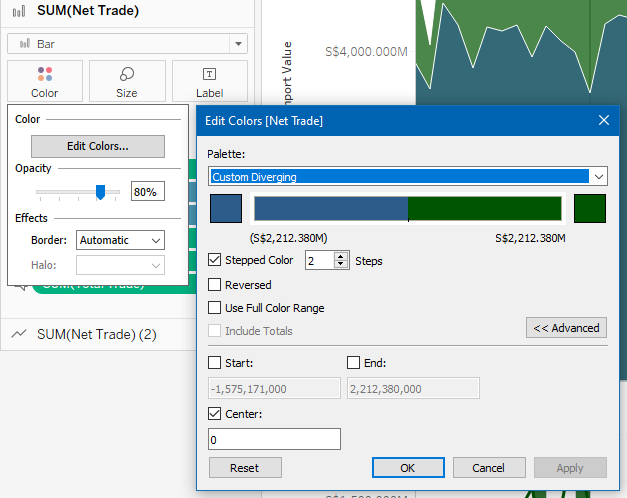 SUM(Net Trade)
Bar
Color
Size
Label
Color
Edit Colors...
Opacity
80%
Effects
Border:
Automatic
Halo:
SUM(Total Trade)
SUM(Net Trade) (2)
S$4,000.000M
Import Value
Edit Colors [Net Trade]
Palette:
Custom Diverging
(S$2,212.380M)
S$2,212.380M
Stepped Color
2
Steps
Reversed
Use Full Color Range
Include Totals
<< Advanced
Start:
End:
-1,575,171,000
2,212,380,000
Center:
0
Reset
OK
Cancel
Apply